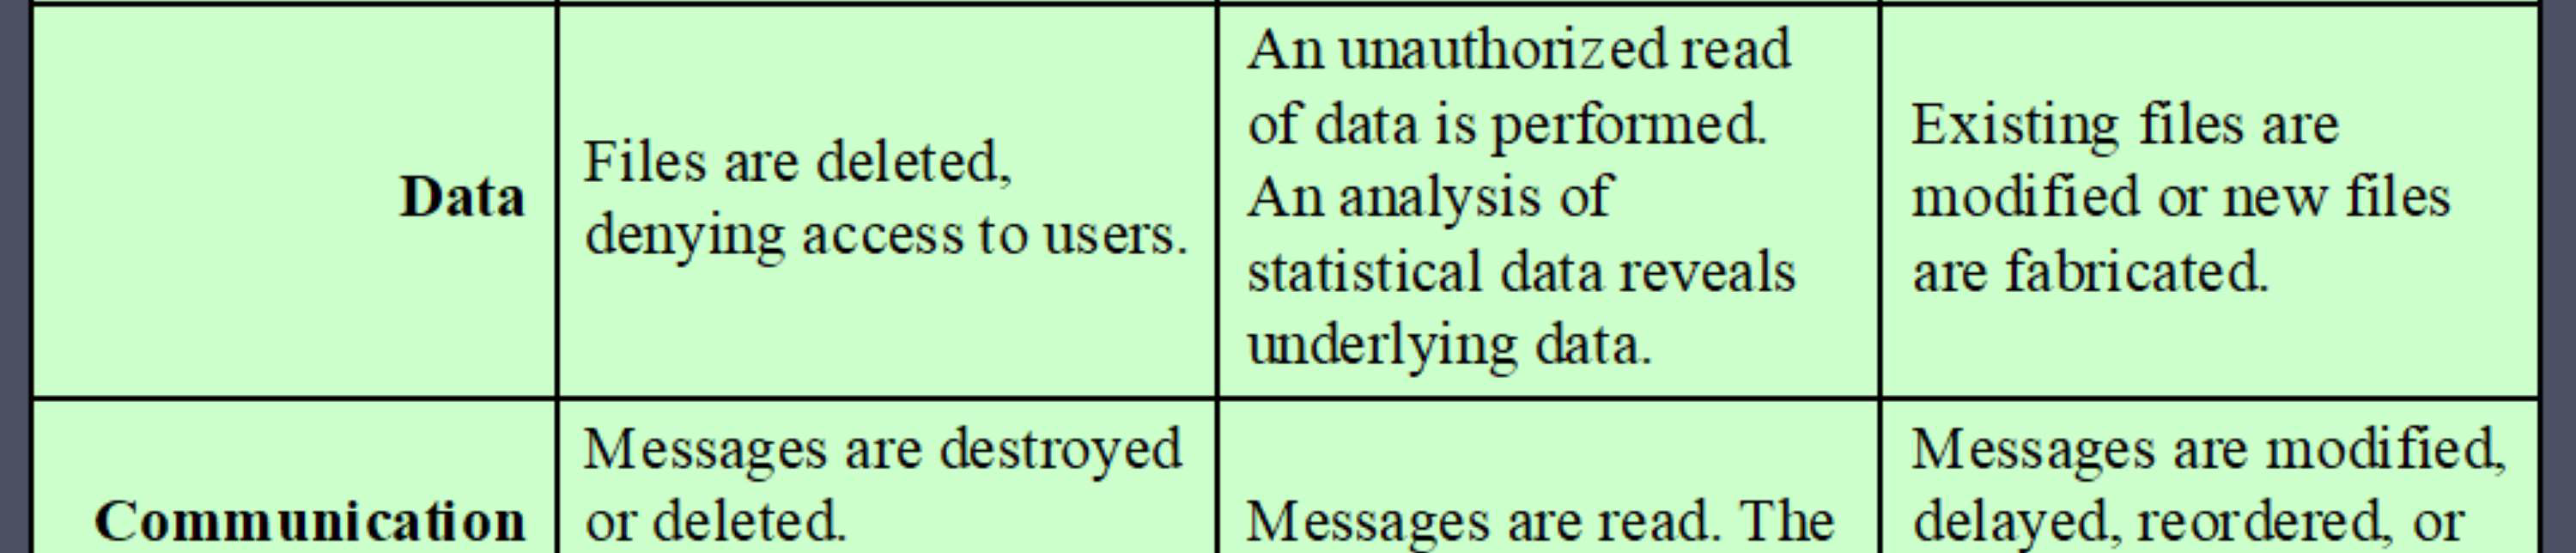 Data
Files are deleted,
denying access to users.
An unauthorized read
of data is performed.
An analysis of
statistical data reveals
underlying data.
Existing files are
modified or new files
are fabricated.
Communication
Messages are destroyed
or deleted.
Messages are read. The
Messages are modified,
delayed, reordered, or